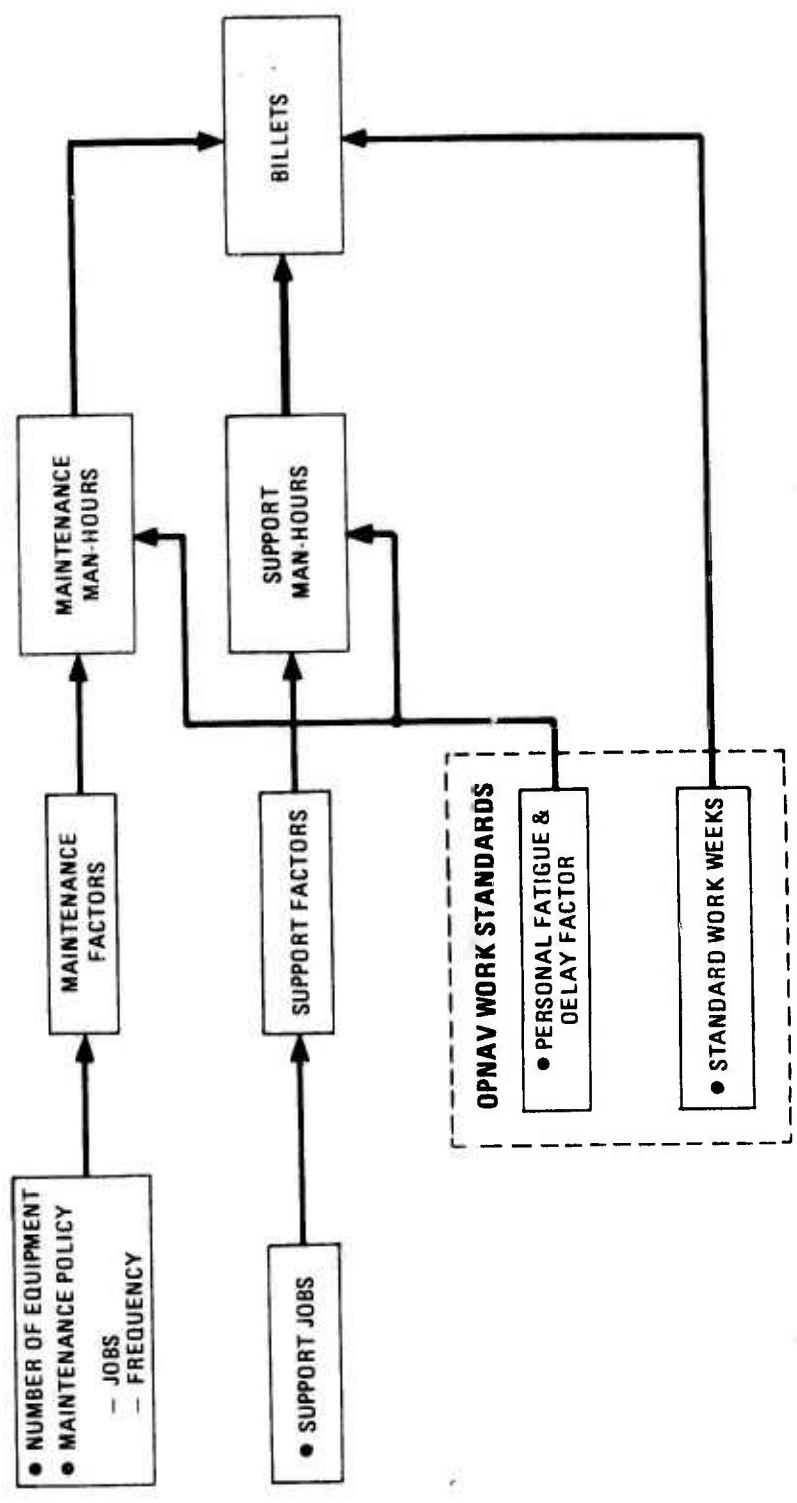 ● NUMBER OF EQUIPMENT
● MAINTENANCE POLICY
– JOBS
– FREQUENCY
MAINTENANCE
FACTORS
MAINTENANCE
MAN-HOURS
● SUPPORT JOBS
SUPPORT FACTORS
SUPPORT
MAN-HOURS
BILLETS
OPNAV WORK STANDARDS
● PERSONAL FATIGUE &
DELAY FACTOR
● STANDARD WORK WEEKS